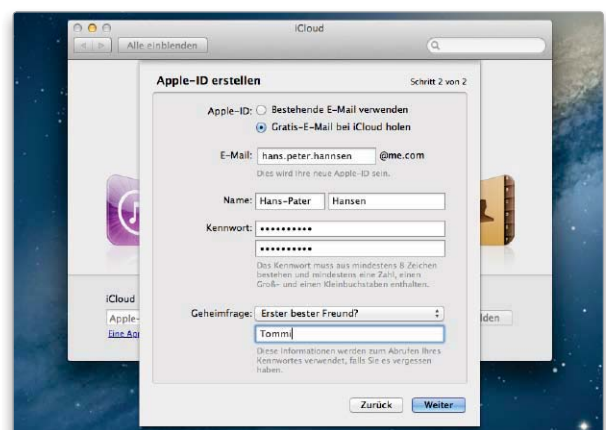 iCloud
Alle einblenden
Apple-ID erstellen
Schritt 2 von 2
Apple-ID: Bestehende E-Mail verwenden
Gratis-E-Mail bei iCloud holen
E-Mail: hans.peter.hannsen @me.com
Dies wird Ihre neue Apple-ID sein.
Name: Hans-Pater Hansen
Kennwort: ••••••••••
••••••••••
Das Kennwort muss aus mindestens 8 Zeichen
bestehen und mindestens eine Zahl, einen
Groß- und einen Kleinbuchstaben enthalten.
iCloud
Geheimfrage: Erster bester Freund?
Apple-
lden
Tommi
Eine App
Diese Informationen werden zum Abrufen Ihres
Kennwortes verwendet, falls Sie es vergessen
haben.
Zurück
Weiter